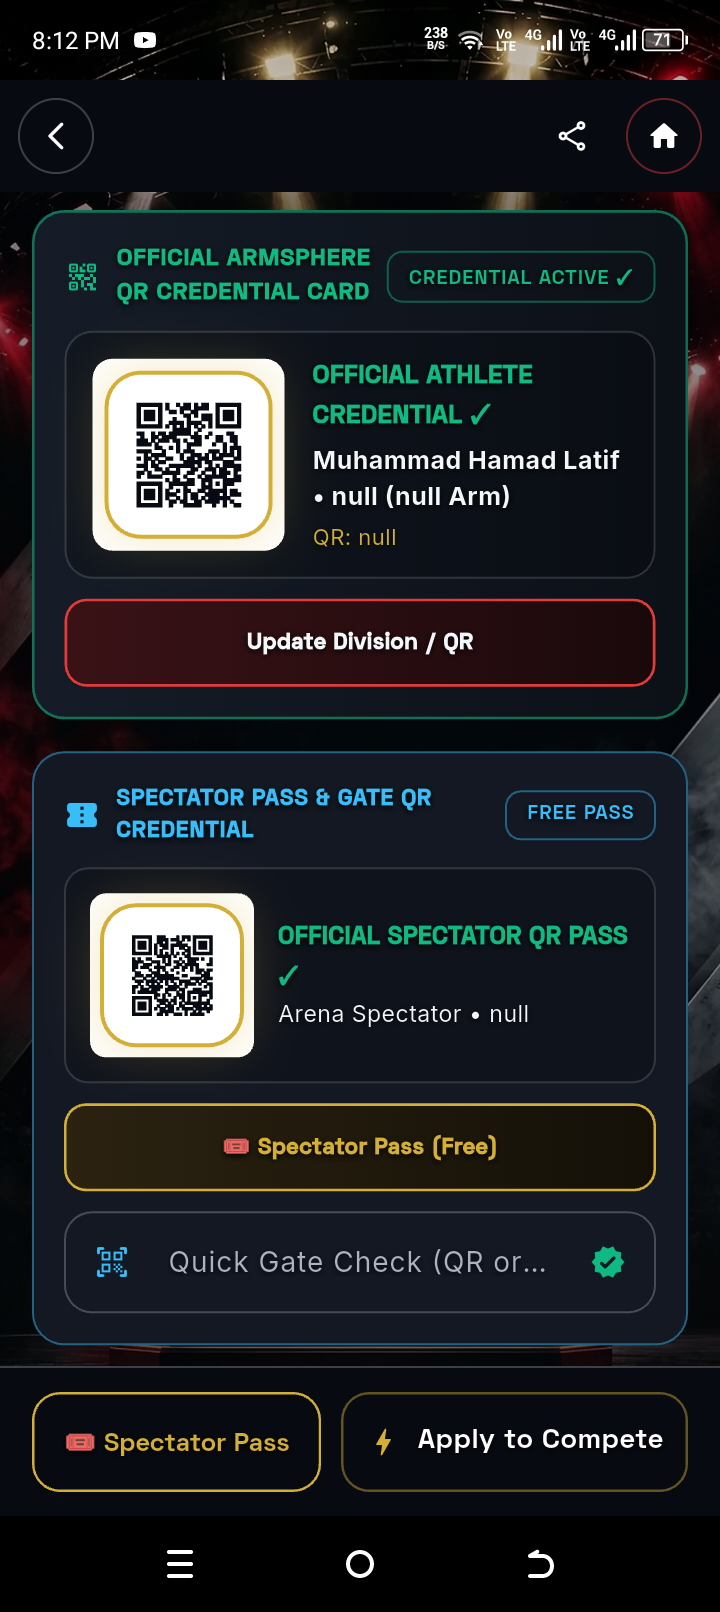 8:12 PM
238 B/S Vo LTE 4G Vo LTE 4G 71
OFFICIAL ARMSPHERE
QR CREDENTIAL CARD
CREDENTIAL ACTIVE ✓
OFFICIAL ATHLETE
CREDENTIAL ✓
Muhammad Hamad Latif
• null (null Arm)
QR: null
Update Division / QR
SPECTATOR PASS & GATE QR
CREDENTIAL
FREE PASS
OFFICIAL SPECTATOR QR PASS
✓
Arena Spectator • null
🎟️ Spectator Pass (Free)
Quick Gate Check (QR or...
🎟️ Spectator Pass
Apply to Compete